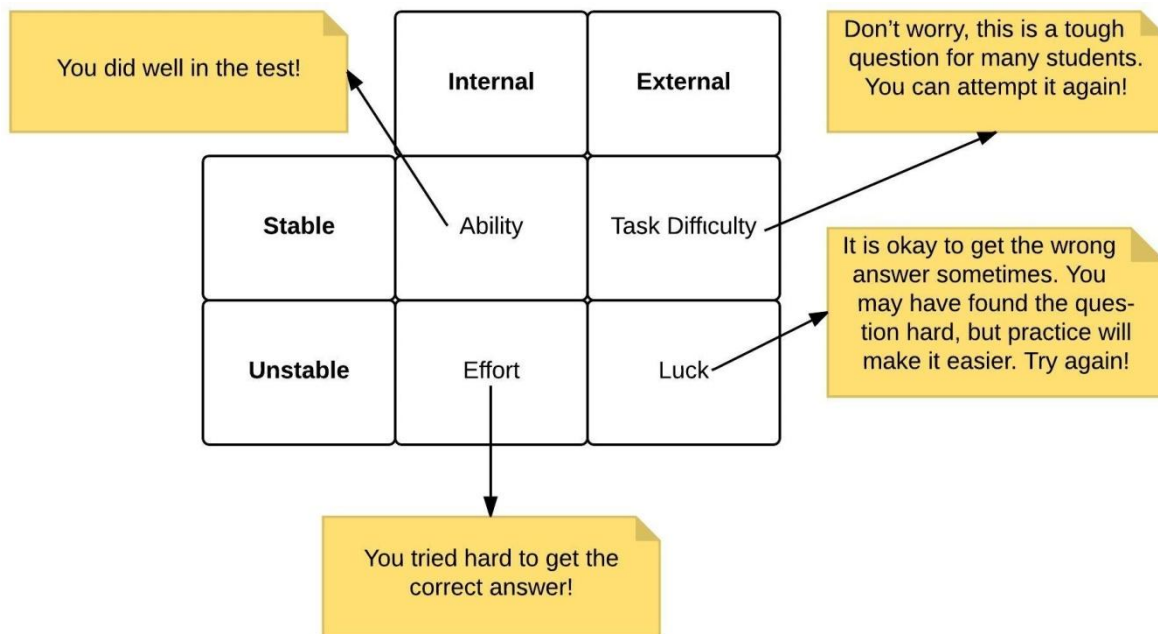 You did well in the test!
Internal
External
Don’t worry, this is a tough
question for many students.
You can attempt it again!
Stable
Ability
Task Difficulty
It is okay to get the wrong
answer sometimes. You
may have found the ques-
tion hard, but practice will
make it easier. Try again!
Unstable
Effort
Luck
You tried hard to get the
correct answer!